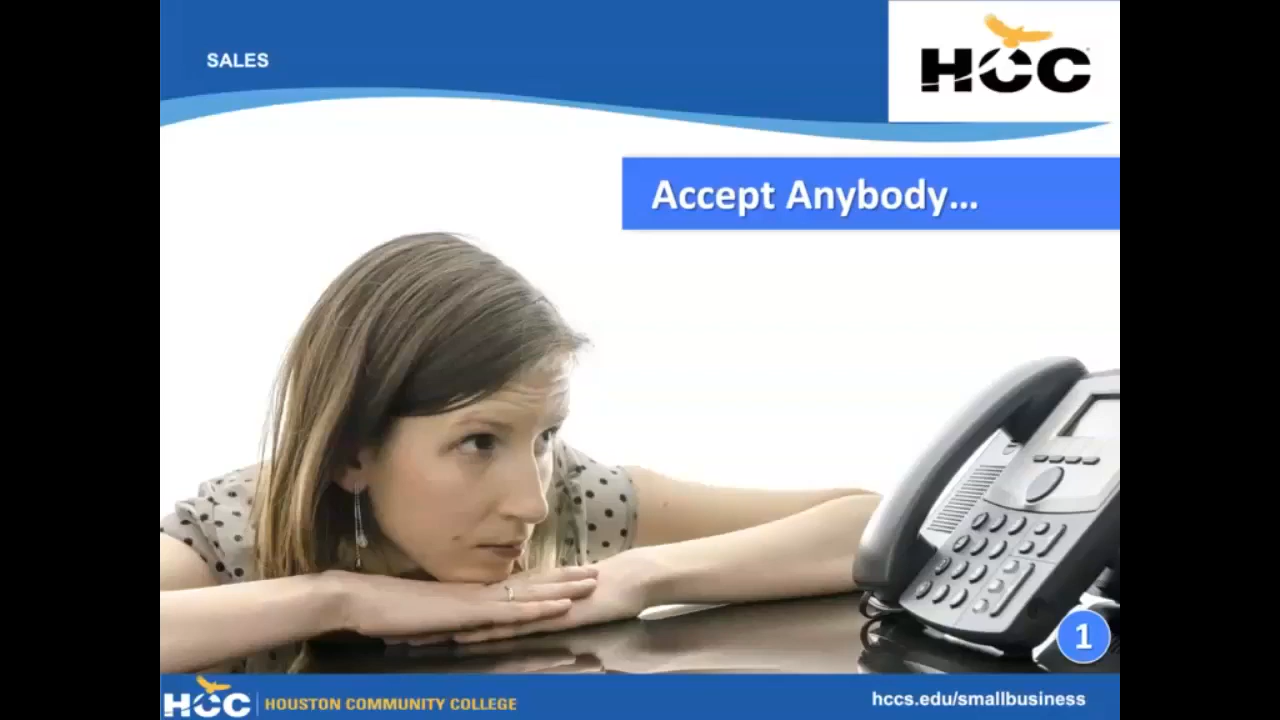 SALES
HCC
Accept Anybody...
1
HCC
HOUSTON COMMUNITY COLLEGE
hccs.edu/smallbusiness